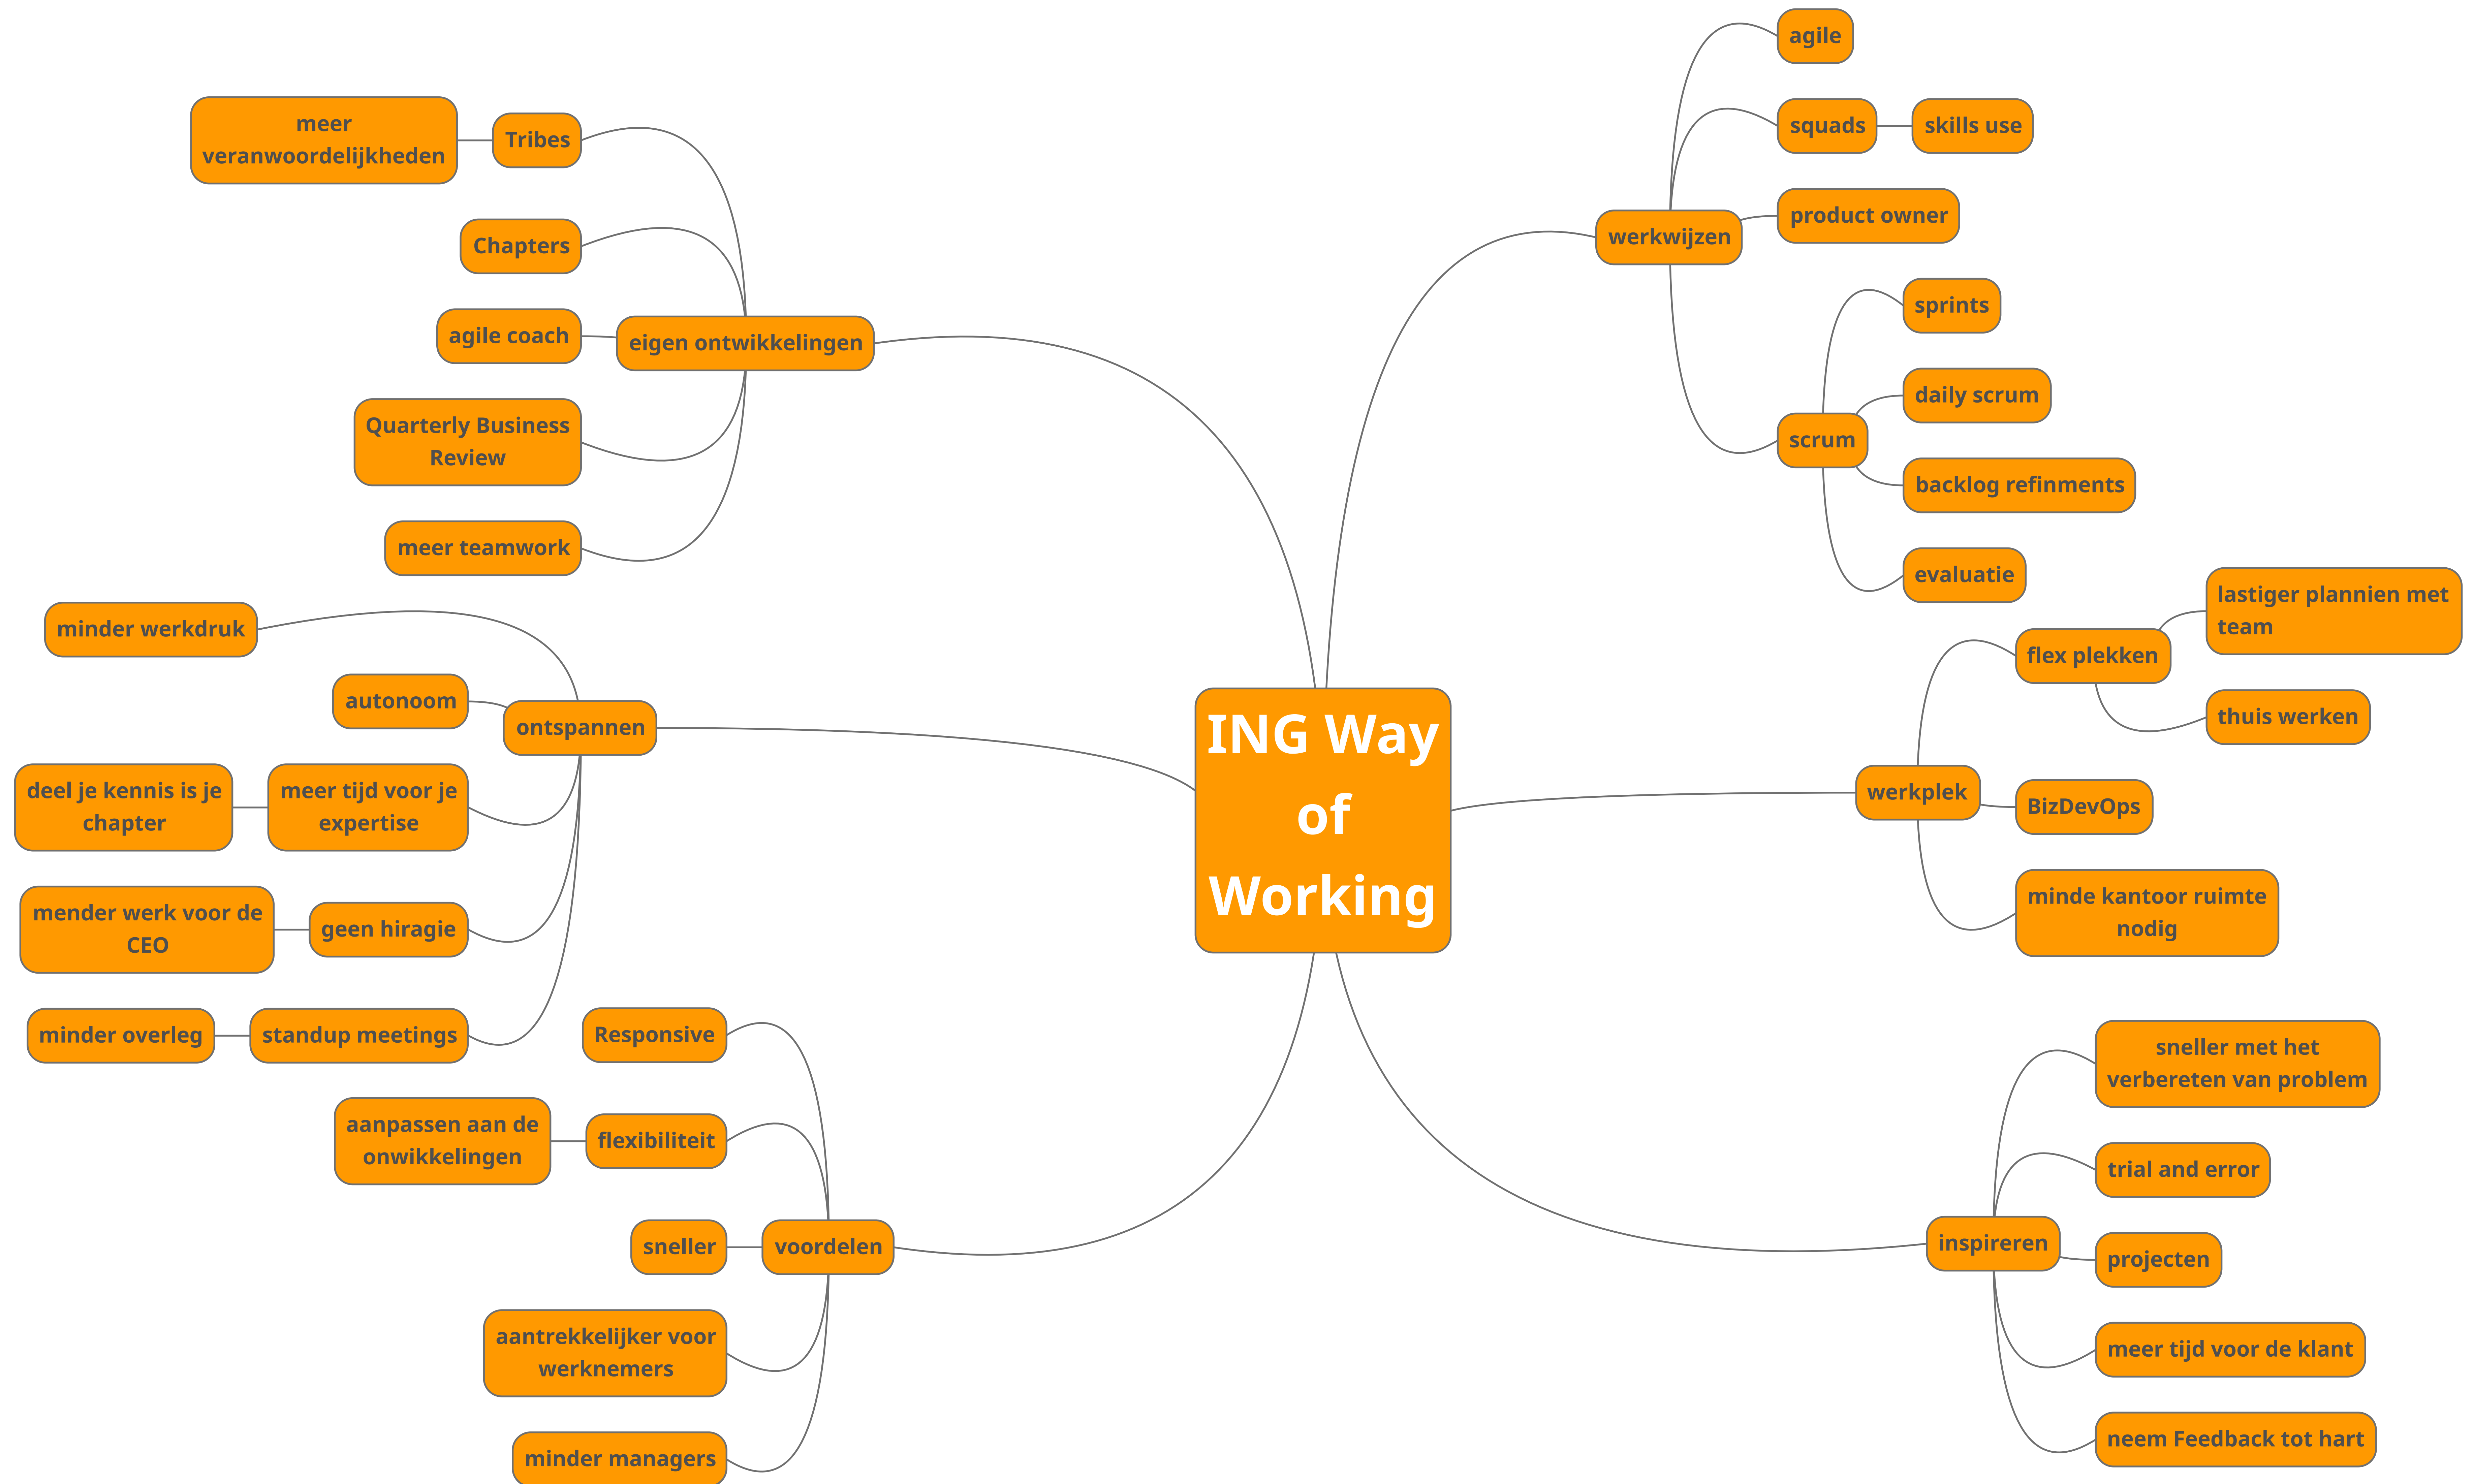 ING Way
of
Working
werkwijzen
agile
squads
skills use
product owner
scrum
sprints
daily scrum
backlog refinments
evaluatie
werkplek
flex plekken
lastiger plannien met
team
thuis werken
BizDevOps
minde kantoor ruimte
nodig
inspireren
sneller met het
verbereten van problem
trial and error
projecten
meer tijd voor de klant
neem Feedback tot hart
eigen ontwikkelingen
Tribes
meer
veranwoordelijkheden
Chapters
agile coach
Quarterly Business
Review
meer teamwork
ontspannen
minder werkdruk
autonoom
meer tijd voor je
expertise
deel je kennis is je
chapter
geen hiragie
mender werk voor de
CEO
standup meetings
minder overleg
voordelen
Responsive
flexibiliteit
aanpassen aan de
onwikkelingen
sneller
aantrekkelijker voor
werknemers
minder managers